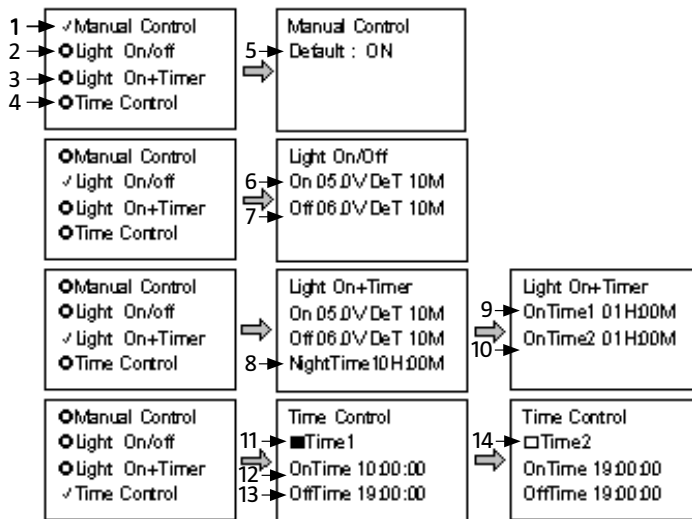 1 ✓Manual Control
2 Light On/off
3 Light On+Timer
4 Time Control
Manual Control
5 Default : ON
Manual Control
✓Light On/off
Light On+Timer
Time Control
Light On/Off
6 On 05.0V DeT 10M
7 Off 06.0V DeT 10M
Manual Control
Light On/off
✓Light On+Timer
Time Control
Light On+Timer
On 05.0V DeT 10M
Off 06.0V DeT 10M
8 NightTime10H:00M
Light On+Timer
9 OnTime1 01H:00M
10 OnTime2 01H:00M
Manual Control
Light On/off
Light On+Timer
✓Time Control
Time Control
11 ■Time1
12 OnTime 10:00:00
13 OffTime 19:00:00
Time Control
14 □Time2
OnTime 19:00:00
OffTime 19:00:00